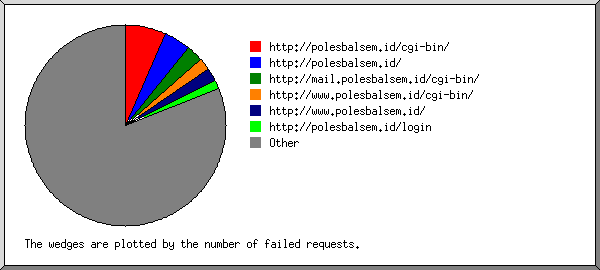 http://polesbalsem.id/cgi-bin/
http://polesbalsem.id/
http://mail.polesbalsem.id/cgi-bin/
http://www.polesbalsem.id/cgi-bin/
http://www.polesbalsem.id/
http://polesbalsem.id/login
Other
The wedges are plotted by the number of failed requests.